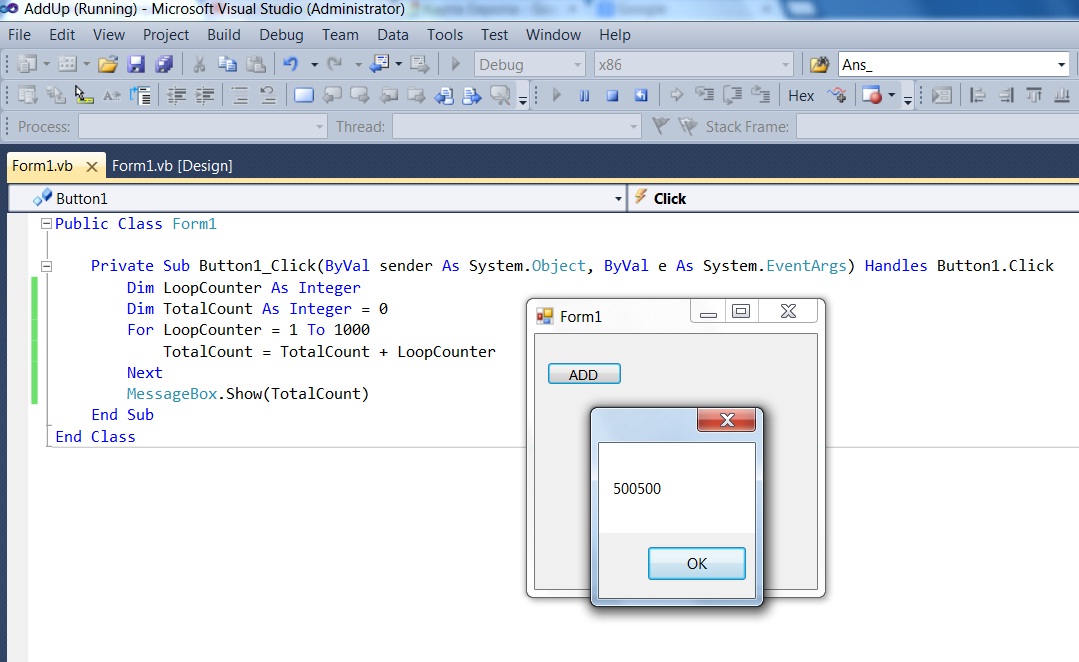 AddUp (Running) - Microsoft Visual Studio (Administrator)
File Edit View Project Build Debug Team Data Tools Test Window Help
Debug x86 Ans_
Hex
Process: Thread: Stack Frame:
Form1.vb Form1.vb [Design]
Button1 Click
Public Class Form1
Private Sub Button1_Click(ByVal sender As System.Object, ByVal e As System.EventArgs) Handles Button1.Click
Dim LoopCounter As Integer
Dim TotalCount As Integer = 0
For LoopCounter = 1 To 1000
TotalCount = TotalCount + LoopCounter
Next
MessageBox.Show(TotalCount)
End Sub
End Class
Form1
ADD
500500
OK